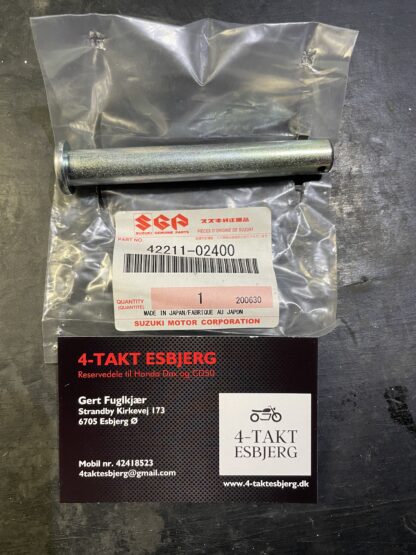 SGP
スズキ純正部品
SUZUKI GENUINE PARTS
PIECES D'ORIGINE DE SUZUKI
PART NO.
42211-02400
QUANTITY
(QUANTITE)
1
200630
MADE IN JAPAN/FABRIQUE AU JAPON
SUZUKI MOTOR CORPORATION
4-TAKT ESBJERG
Reservedele til Honda Dax og CD50
Gert Fuglkjær
Strandby Kirkevej 173
6705 Esbjerg Ø
4-TAKT
ESBJERG
Mobil nr. 42418523
4taktesbjerg@gmail.com
www.4-taktesbjerg.dk